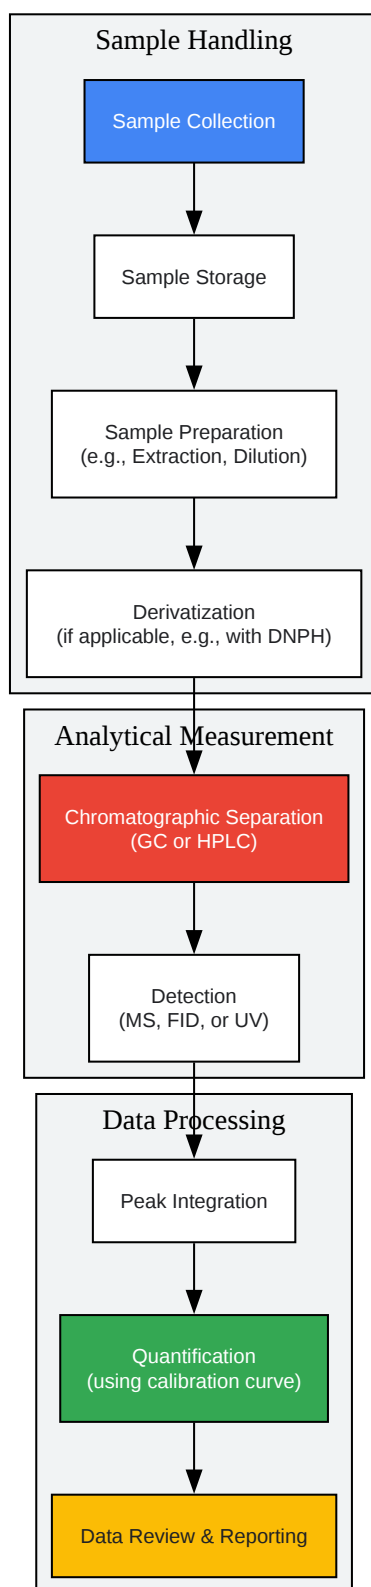 Sample Handling
Sample Collection
Sample Storage
Sample Preparation
(e.g., Extraction, Dilution)
Derivatization
(if applicable, e.g., with DNPH)
Analytical Measurement
Chromatographic Separation
(GC or HPLC)
Detection
(MS, FID, or UV)
Data Processing
Peak Integration
Quantification
(using calibration curve)
Data Review & Reporting